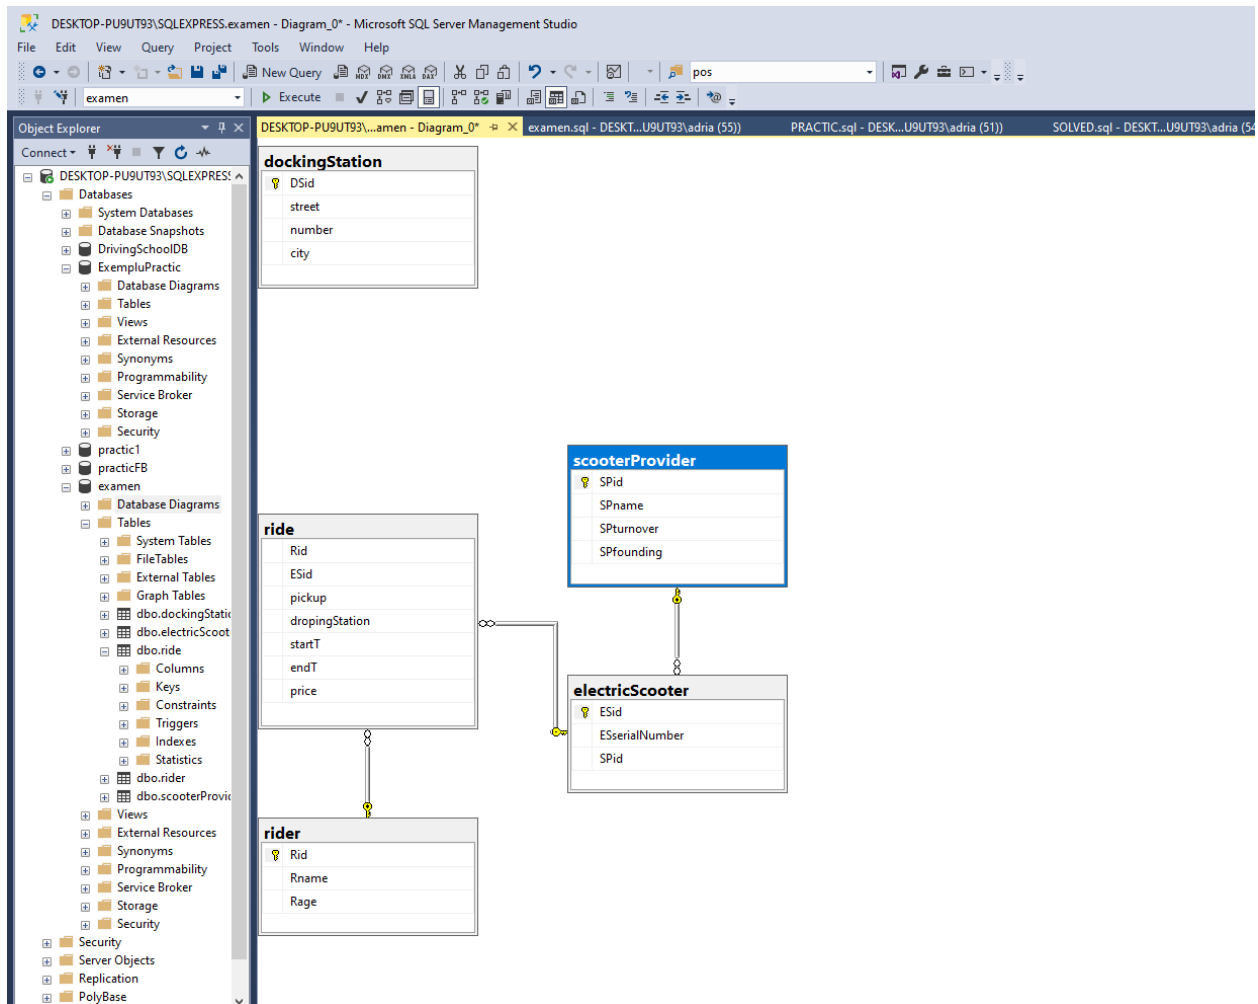 DESKTOP-PU9UT93\SQLEXPRESS.examen - Diagram_0* - Microsoft SQL Server Management Studio
File Edit View Query Project Tools Window Help
New Query MDX DMX XMLA DAX pos
examen Execute
Object Explorer
DESKTOP-PU9UT93\...amen - Diagram_0* examen.sql - DESKT...U9UT93\adria (55)) PRACTIC.sql - DESK...U9UT93\adria (51)) SOLVED.sql - DESKT...U9UT93\adria (54
Connect
DESKTOP-PU9UT93\SQLEXPRESS
Databases
System Databases
Database Snapshots
DrivingSchoolDB
ExempluPractic
Database Diagrams
Tables
Views
External Resources
Synonyms
Programmability
Service Broker
Storage
Security
practic1
practicFB
examen
Database Diagrams
Tables
System Tables
FileTables
External Tables
Graph Tables
dbo.dockingStatic
dbo.electricScoot
dbo.ride
Columns
Keys
Constraints
Triggers
Indexes
Statistics
dbo.rider
dbo.scooterProvid
Views
External Resources
Synonyms
Programmability
Service Broker
Storage
Security
Security
Server Objects
Replication
PolyBase
dockingStation
DSid
street
number
city
scooterProvider
SPid
SPname
SPturnover
SPfounding
ride
Rid
ESid
pickup
dropingStation
startT
endT
price
electricScooter
ESid
ESserialNumber
SPid
rider
Rid
Rname
Rage